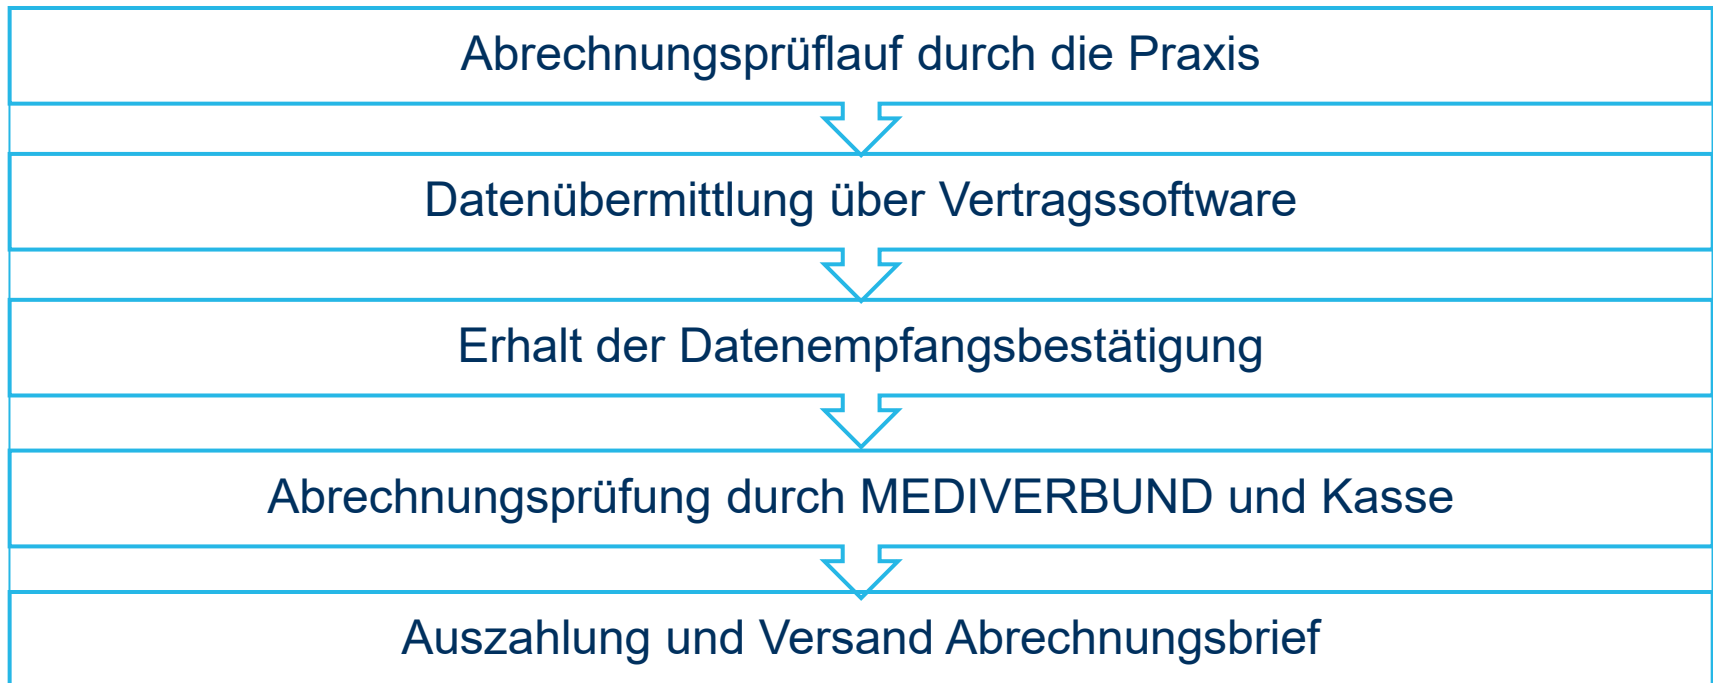 Abrechnungsprüflauf durch die Praxis
Datenübermittlung über Vertragssoftware
Erhalt der Datenempfangsbestätigung
Abrechnungsprüfung durch MEDIVERBUND und Kasse
Auszahlung und Versand Abrechnungsbrief